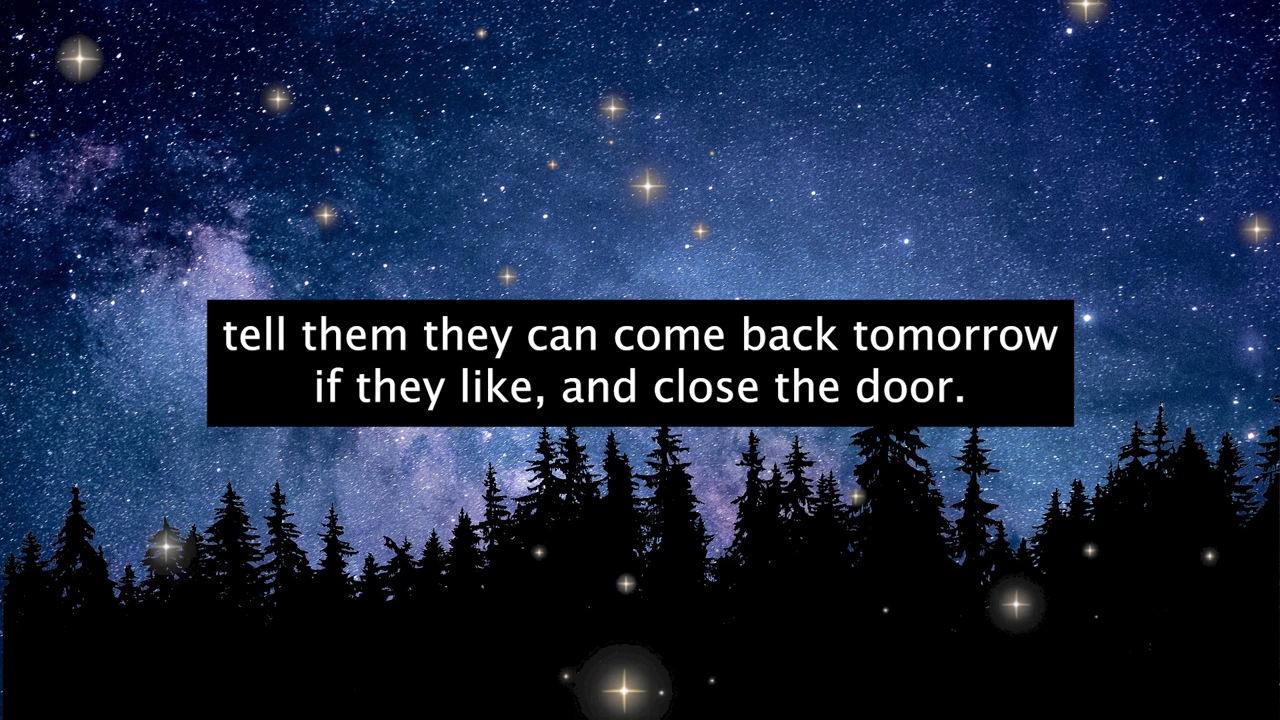 tell them they can come back tomorrow
if they like, and close the door.